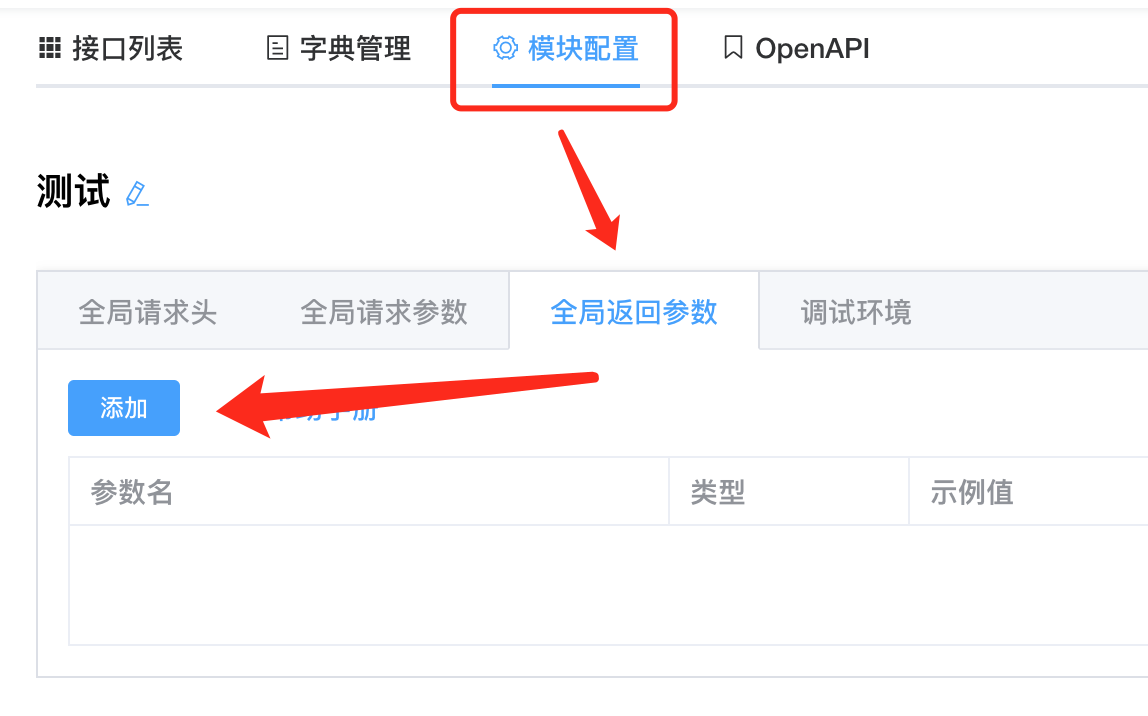 接口列表 字典管理 模块配置 OpenAPI
测试
全局请求头 全局请求参数 全局返回参数 调试环境
添加
参数名 类型 示例值